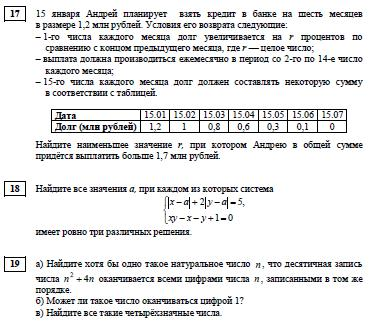 17
15 января Андрей планирует взять кредит в банке на шесть месяцев
в размере 1,2 млн рублей. Условия его возврата следующие:
– 1-го числа каждого месяца долг увеличивается на r процентов по
сравнению с концом предыдущего месяца, где r — целое число;
– выплата должна производиться ежемесячно в период со 2-го по 14-е число
каждого месяца;
– 15-го числа каждого месяца долг должен составлять некоторую сумму
в соответствии с таблицей.
Дата 15.01 15.02 15.03 15.04 15.05 15.06 15.07
Долг (млн рублей) 1,2 1 0,8 0,6 0,3 0,1 0
Найдите наименьшее значение r, при котором Андрею в общей сумме
придётся выплатить больше 1,7 млн рублей.
18
Найдите все значения a, при каждом из которых система
{|x − a| + 2|y − a| = 5,
xy − x − y + 1 = 0
имеет ровно три различных решения.
19
а) Найдите хотя бы одно такое натуральное число n, что десятичная запись
числа n² + 4n оканчивается всеми цифрами числа n, записанными в том же
порядке.
б) Может ли такое число оканчиваться цифрой 1?
в) Найдите все такие четырёхзначные числа.